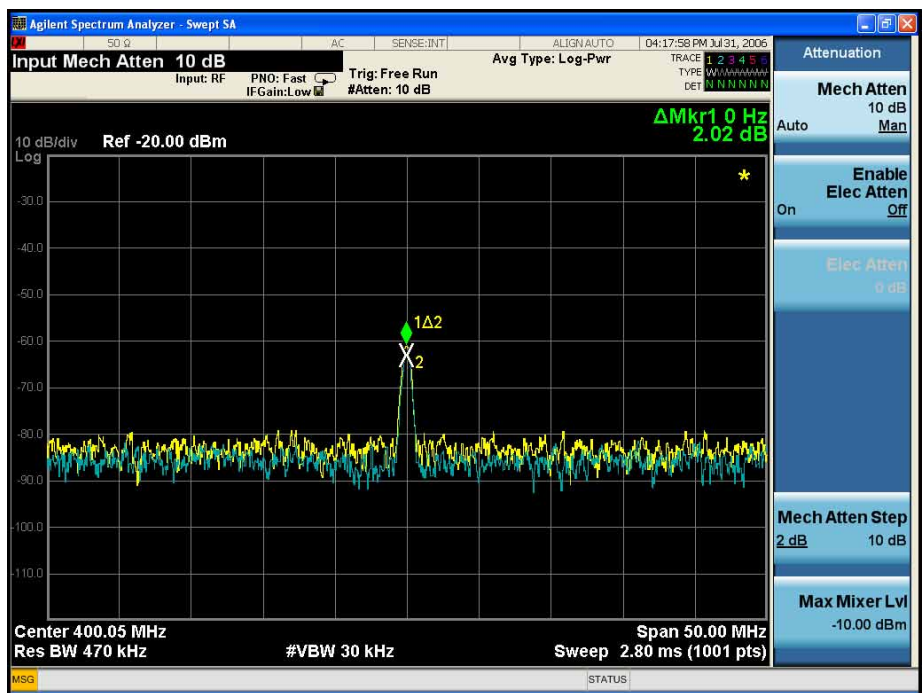 Agilent Spectrum Analyzer - Swept SA
50 Ω AC SENSE:INT ALIGN AUTO 04:17:58 PM Jul 31, 2006
Input Mech Atten 10 dB
Input: RF
PNO: Fast
IFGain:Low
Trig: Free Run
#Atten: 10 dB
Avg Type: Log-Pwr
TRACE 1 2 3 4 5 6
TYPE
DET N N N N N N
ΔMkr1 0 Hz
2.02 dB
10 dB/div Ref -20.00 dBm
Log
-30.0
-40.0
-50.0
-60.0
-70.0
-80.0
-90.0
-100.0
-110.0
1Δ2
2
*
Center 400.05 MHz Span 50.00 MHz
Res BW 470 kHz #VBW 30 kHz Sweep 2.80 ms (1001 pts)
MSG STATUS
Attenuation
Mech Atten
10 dB
Auto Man
Enable
Elec Atten
On Off
Elec Atten
0 dB
Mech Atten Step
2 dB 10 dB
Max Mixer Lvl
-10.00 dBm